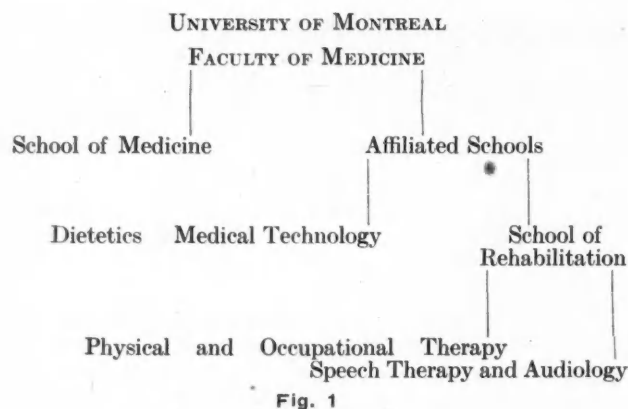 UNIVERSITY OF MONTREAL
FACULTY OF MEDICINE
School of Medicine Affiliated Schools
Dietetics Medical Technology School of
Rehabilitation
Physical and Occupational Therapy
Speech Therapy and Audiology
Fig. 1